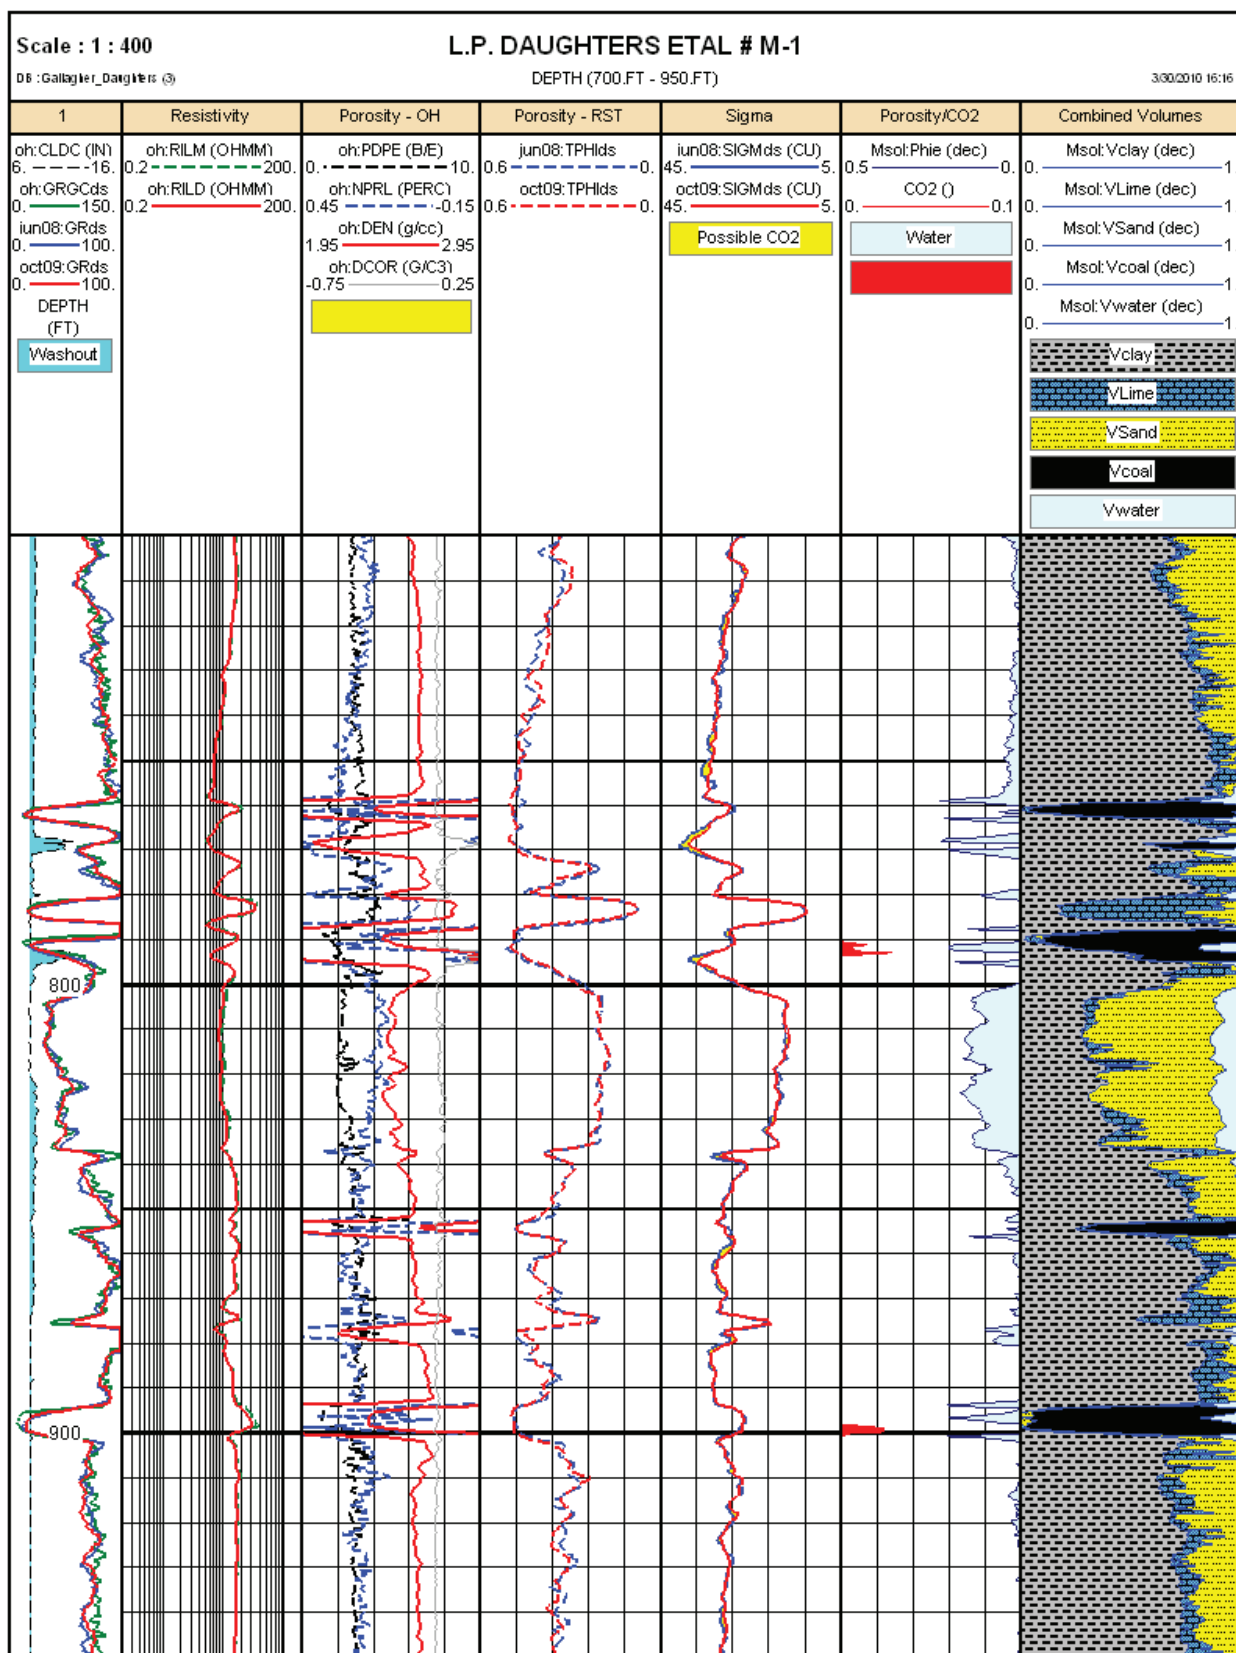 Scale : 1 : 400
L.P. DAUGHTERS ETAL # M-1
DB :Gallagher_Daughters (3)
DEPTH (700.FT - 950.FT)
3/30/2010 16:16
1
Resistivity
Porosity - OH
Porosity - RST
Sigma
Porosity/CO2
Combined Volumes
oh:CLDC (IN)
6. -16.
oh:GRGCds
0. 150.
jun08:GRds
0. 100.
oct09:GRds
0. 100.
DEPTH
(FT)
Washout
oh:RILM (OHMM)
0.2 200.
oh:RILD (OHMM)
0.2 200.
oh:PDPE (B/E)
0. 10.
oh:NPRL (PERC)
0.45 -0.15
oh:DEN (g/cc)
1.95 2.95
oh:DCOR (G/C3)
-0.75 0.25
jun08:TPHIds
0.6 0.
oct09:TPHIds
0.6 0.
jun08:SIGMds (CU)
45. 5.
oct09:SIGMds (CU)
45. 5.
Possible CO2
Msol:Phie (dec)
0.5 0.
CO2 ()
0. 0.1
Water
Msol:Vclay (dec)
0. 1.
Msol:VLime (dec)
0. 1.
Msol:VSand (dec)
0. 1.
Msol:Vcoal (dec)
0. 1.
Msol:Vwater (dec)
0. 1.
Vclay
VLime
VSand
Vcoal
Vwater
800
900